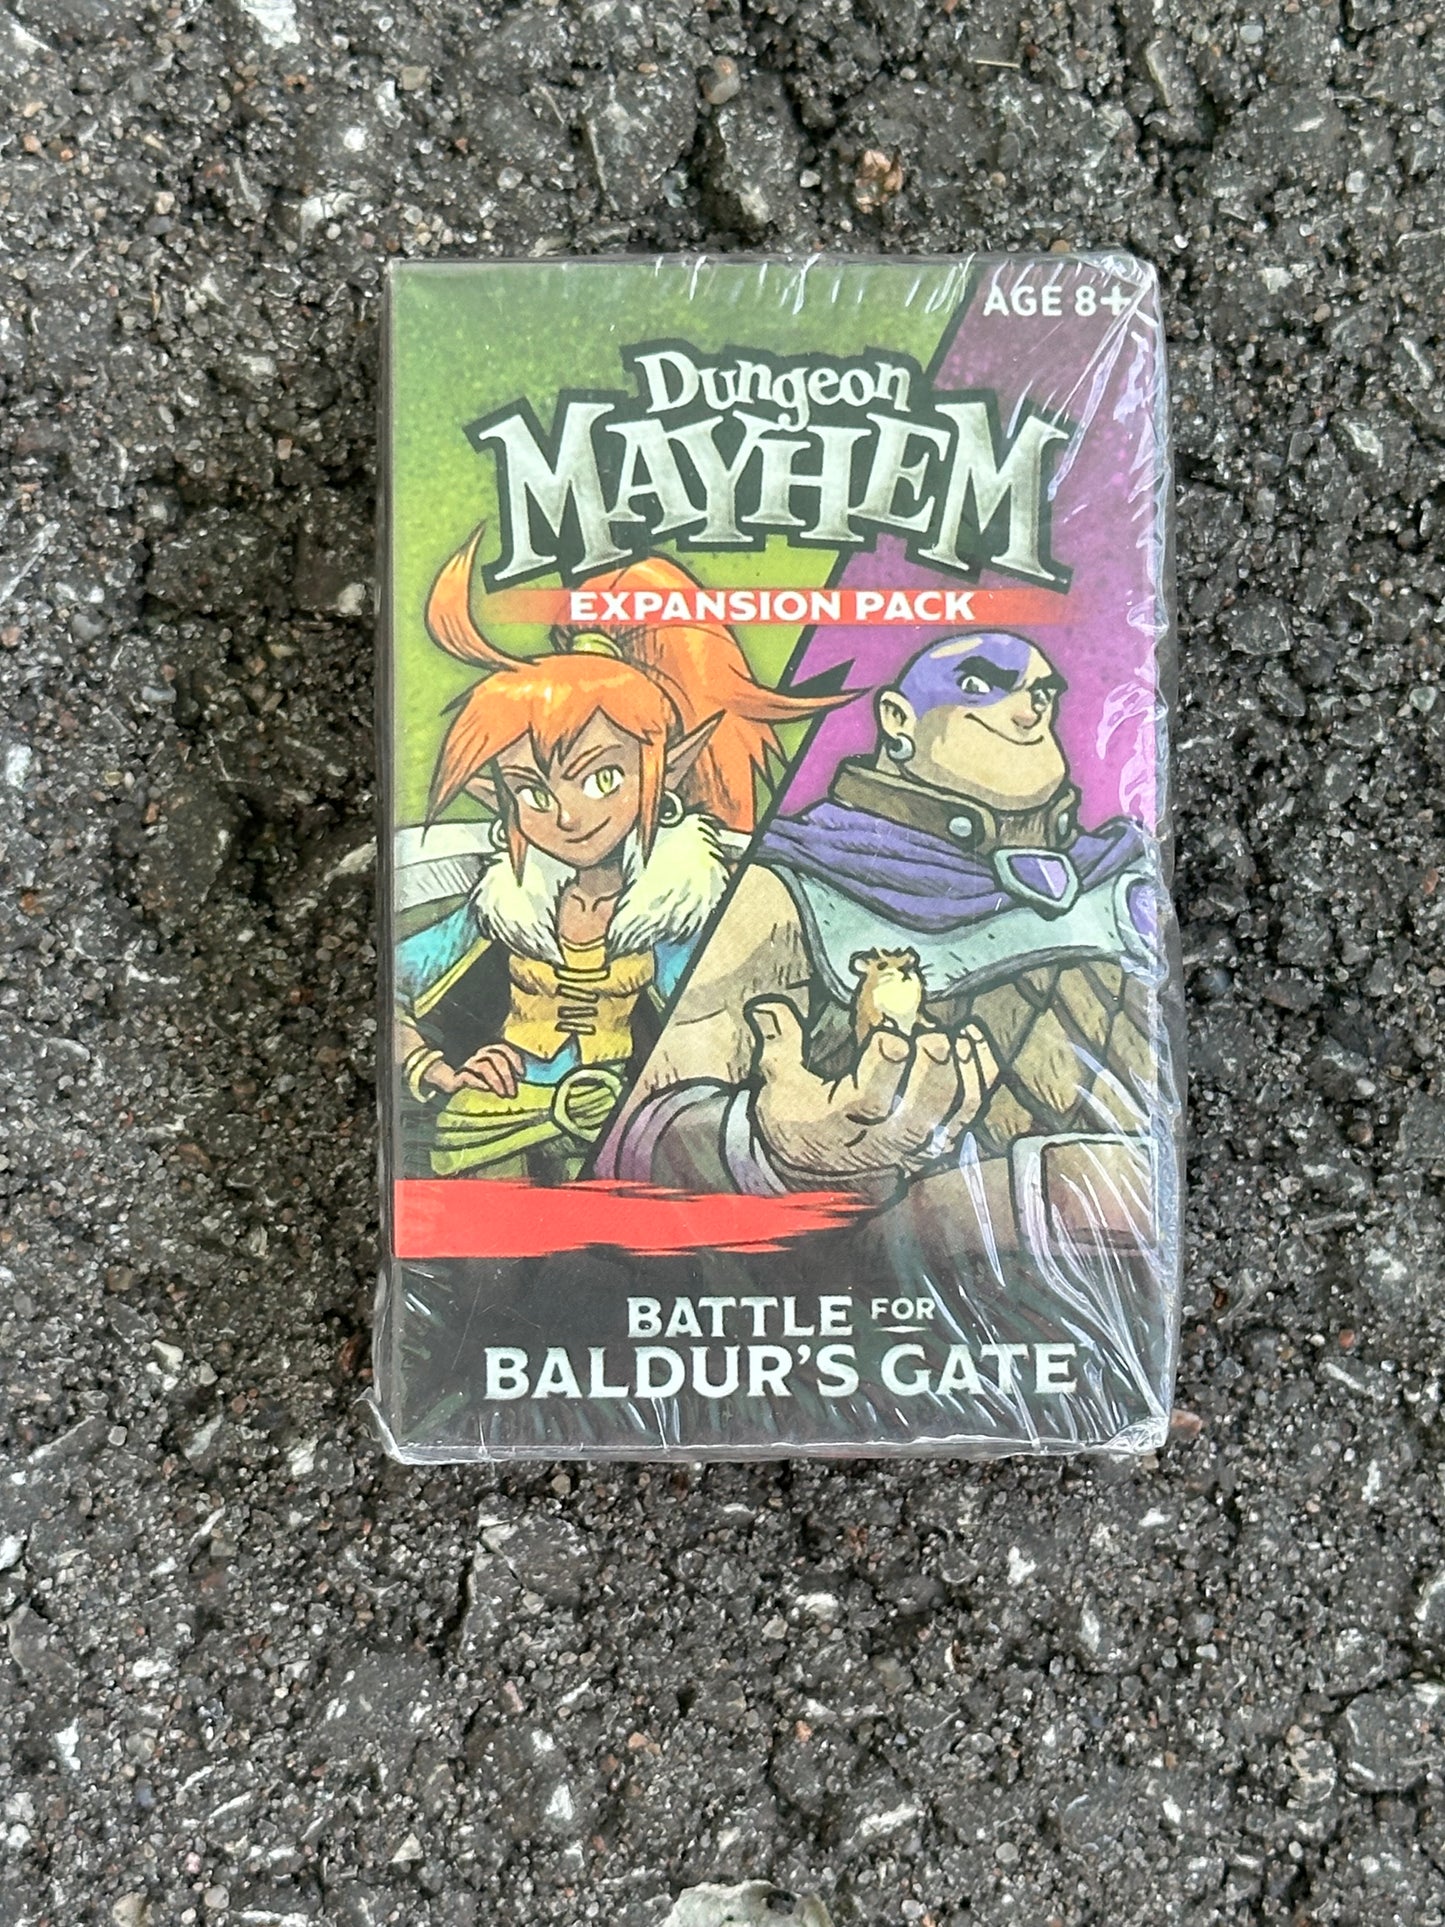 AGE 8+
Dungeon
MAYHEM
EXPANSION PACK
BATTLE FOR
BALDUR'S GATE